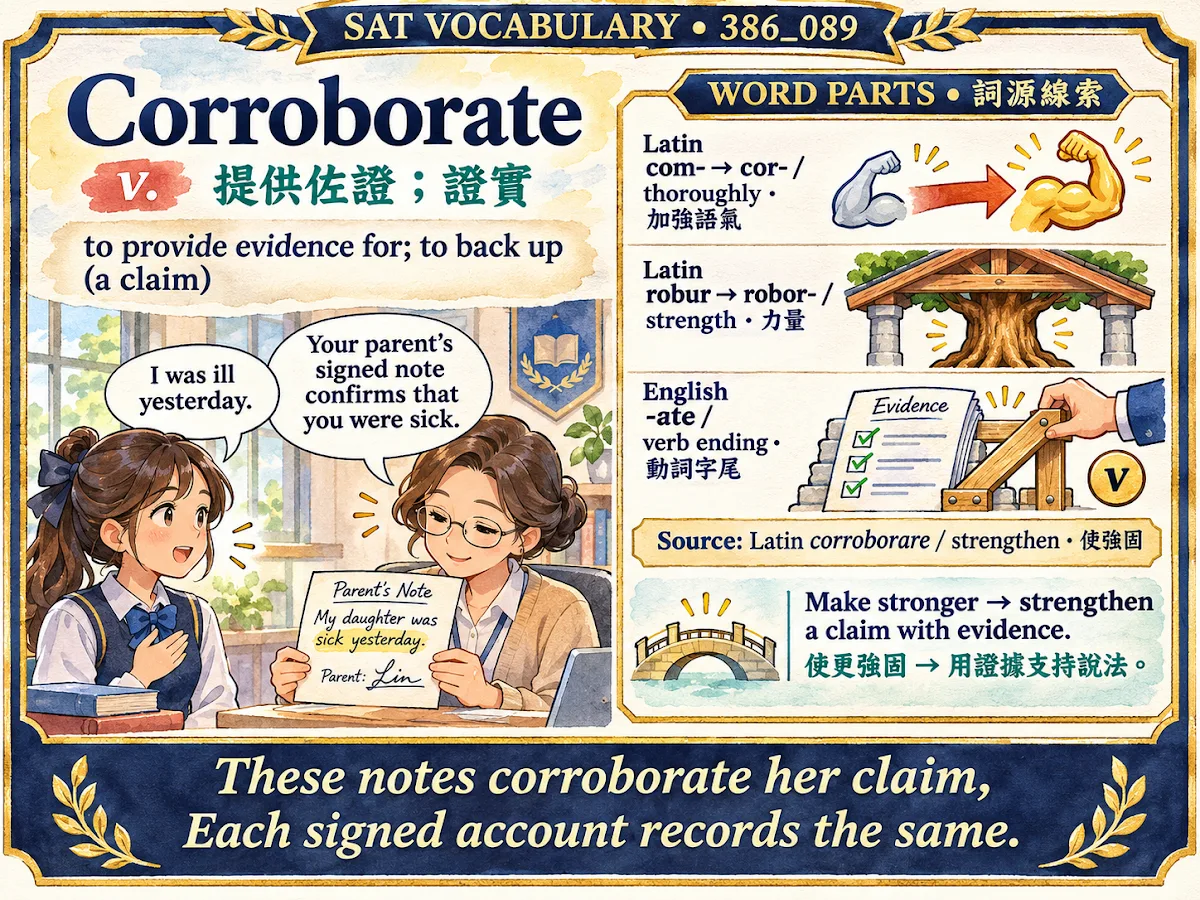 SAT VOCABULARY • 386_089
Corroborate
v. 提供佐證；證實
to provide evidence for; to back up
(a claim)
I was ill
yesterday.
Your parent's
signed note
confirms that
you were sick.
Parent's Note
My daughter was
sick yesterday.
Parent: Lin
WORD PARTS • 詞源線索
Latin
com- → cor- /
thoroughly •
加強語氣
Latin
robur → robor- /
strength • 力量
English
-ate /
verb ending •
動詞字尾
Evidence
v
Source: Latin corroborare / strengthen • 使強固
Make stronger → strengthen
a claim with evidence.
使更強固 → 用證據支持說法。
These notes corroborate her claim,
Each signed account records the same.